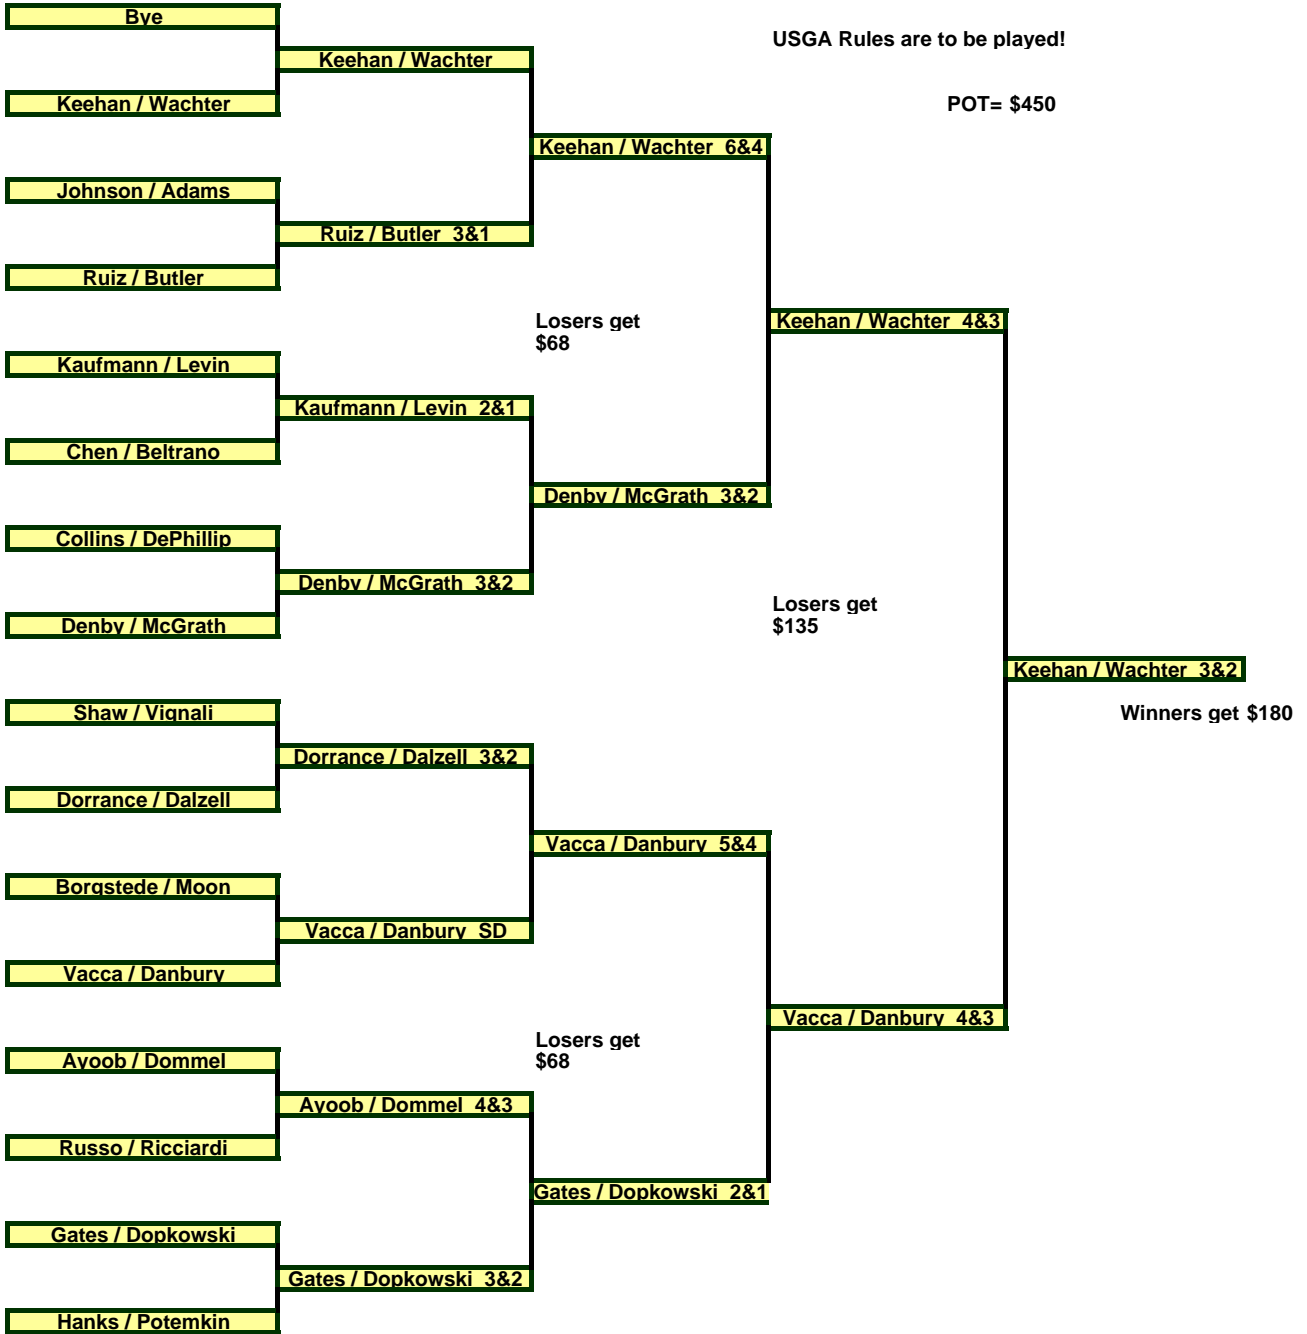 Bye
USGA Rules are to be played!
Keehan / Wachter
Keehan / Wachter
POT= $450
Keehan / Wachter 6&4
Johnson / Adams
Ruiz / Butler 3&1
Ruiz / Butler
Losers get
$68
Keehan / Wachter 4&3
Kaufmann / Levin
Kaufmann / Levin 2&1
Chen / Beltrano
Denby / McGrath 3&2
Collins / DePhillip
Denby / McGrath 3&2
Denby / McGrath
Losers get
$135
Keehan / Wachter 3&2
Shaw / Vignali
Winners get $180
Dorrance / Dalzell 3&2
Dorrance / Dalzell
Vacca / Danbury 5&4
Borgstede / Moon
Vacca / Danbury SD
Vacca / Danbury
Vacca / Danbury 4&3
Losers get
$68
Ayoob / Dommel
Ayoob / Dommel 4&3
Russo / Ricciardi
Gates / Dopkowski 2&1
Gates / Dopkowski
Gates / Dopkowski 3&2
Hanks / Potemkin